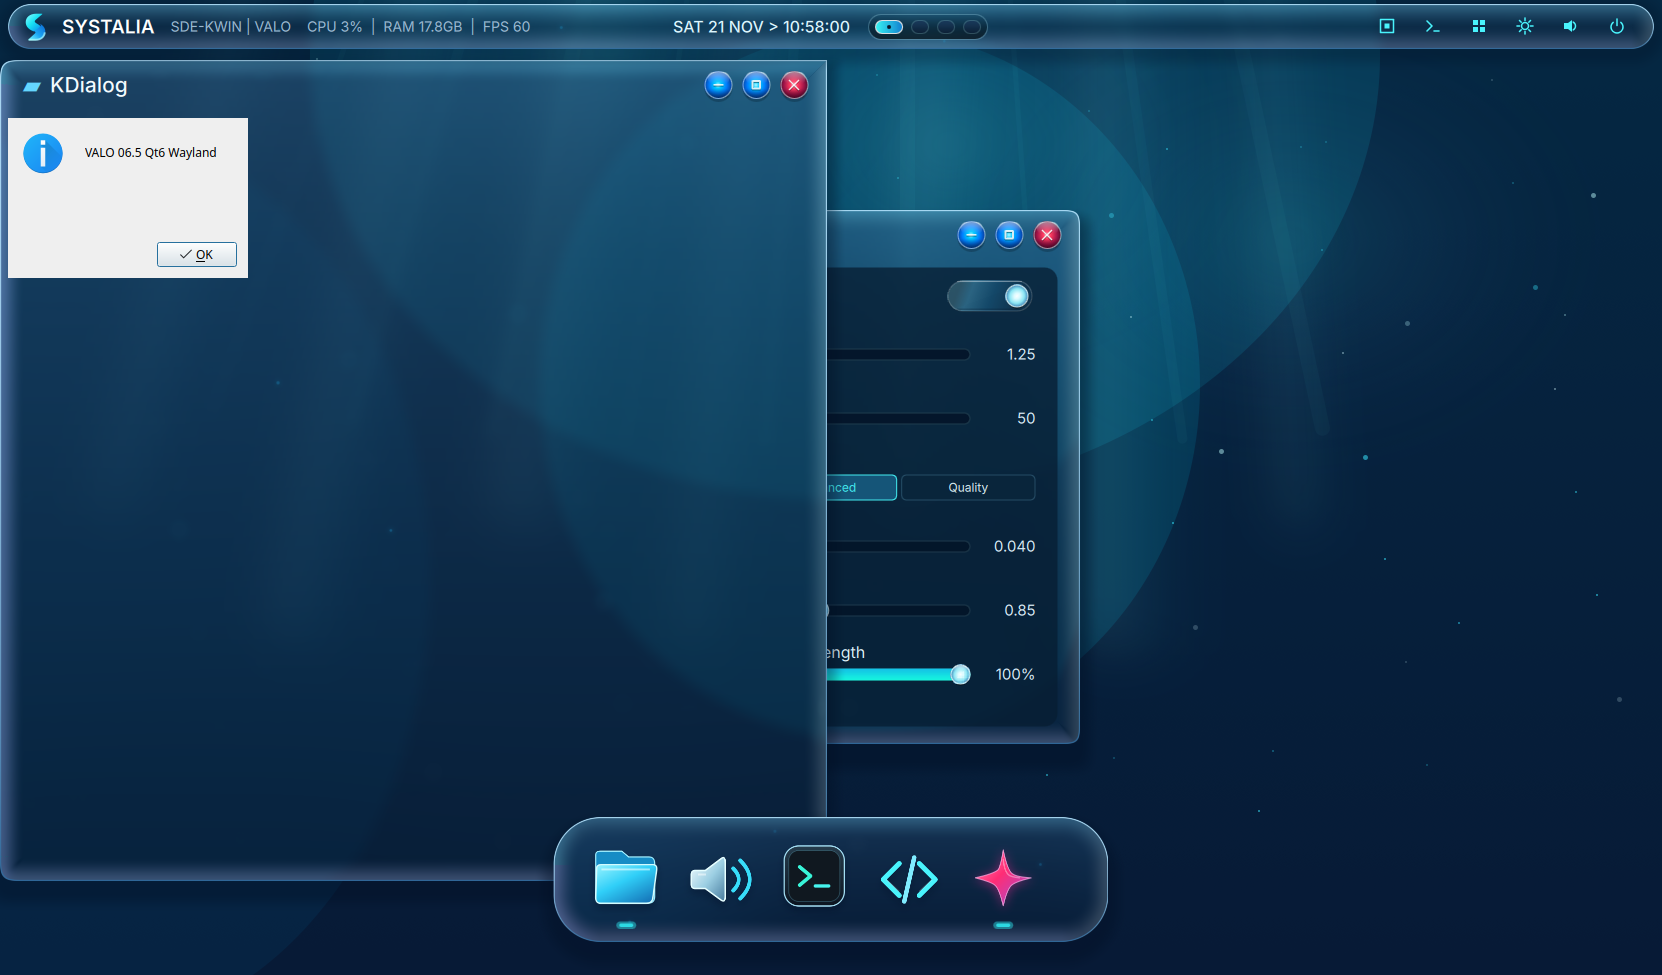 SYSTALIA SDE-KWIN | VALO CPU 3% | RAM 17.8GB | FPS 60 SAT 21 NOV > 10:58:00
KDialog
VALO 06.5 Qt6 Wayland
OK
1.25
50
nced Quality
0.040
0.85
ength
100%